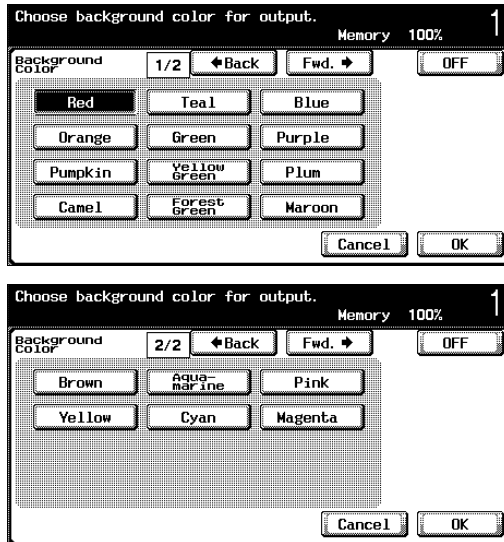 Choose background color for output.
Memory 100% 1
Background Color 1/2 ←Back Fwd. → OFF
Red Teal Blue
Orange Green Purple
Pumpkin Yellow Green Plum
Camel Forest Green Maroon
Cancel OK
Choose background color for output.
Memory 100% 1
Background Color 2/2 ←Back Fwd. → OFF
Brown Aqua-marine Pink
Yellow Cyan Magenta
Cancel OK